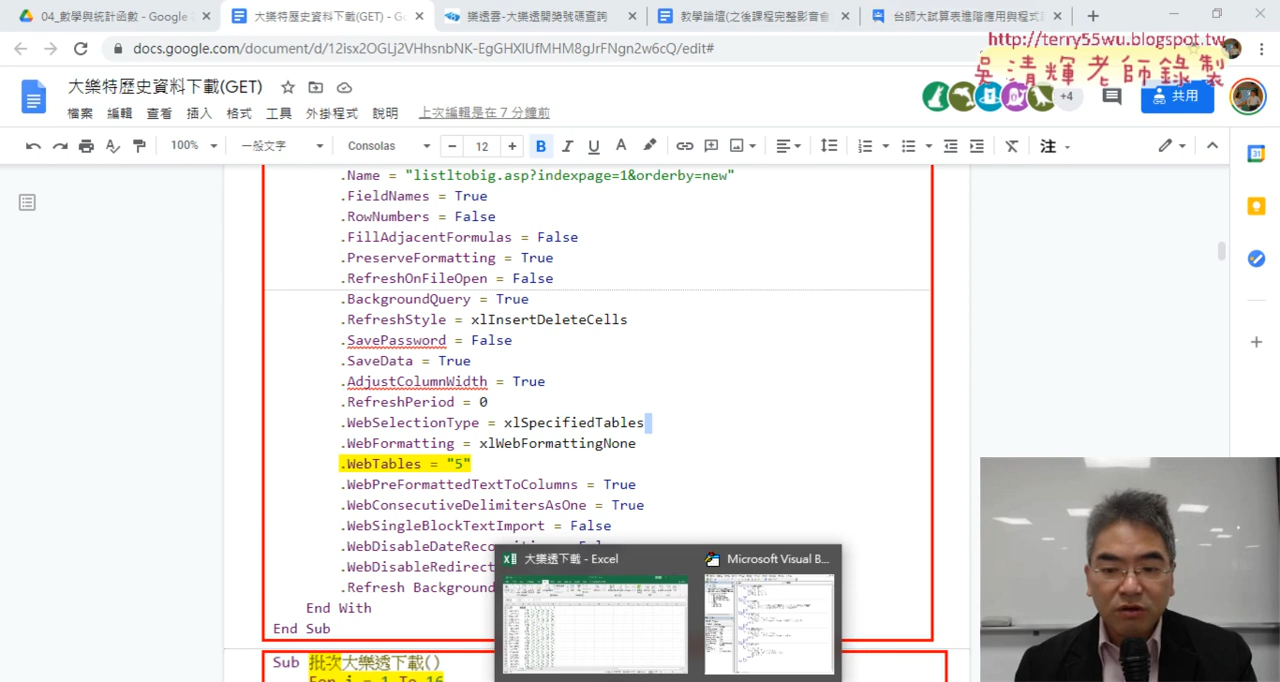 04_數學與統計函數 - Google
大樂特歷史資料下載(GET) - Go
樂透雲-大樂透開獎號碼查詢
教學論壇(之後課程完整影音會
台師大試算表進階應用與程式
docs.google.com/document/d/12isx2OGLj2VHhsnbNK-EgGHXIUfMHM8gJrFNgn2w6cQ/edit#
http://terry55wu.blogspot.tw
吳清輝老師錄製
大樂特歷史資料下載(GET)
+4
共用
檔案 編輯 查看 插入 格式 工具 外掛程式 說明 上次編輯是在 7 分鐘前
100% 一般文字 Consolas 12 B I U A 注
.Name = "listltobig.asp?indexpage=1&orderby=new"
.FieldNames = True
.RowNumbers = False
.FillAdjacentFormulas = False
.PreserveFormatting = True
.RefreshOnFileOpen = False
.BackgroundQuery = True
.RefreshStyle = xlInsertDeleteCells
.SavePassword = False
.SaveData = True
.AdjustColumnWidth = True
.RefreshPeriod = 0
.WebSelectionType = xlSpecifiedTables
.WebFormatting = xlWebFormattingNone
.WebTables = "5"
.WebPreFormattedTextToColumns = True
.WebConsecutiveDelimitersAsOne = True
.WebSingleBlockTextImport = False
.WebDisableDateReco
.WebDisableRedirect
.Refresh Background
End With
End Sub
大樂透下載 - Excel
Microsoft Visual B...
Sub 批次大樂透下載()
For i = 1 To 16